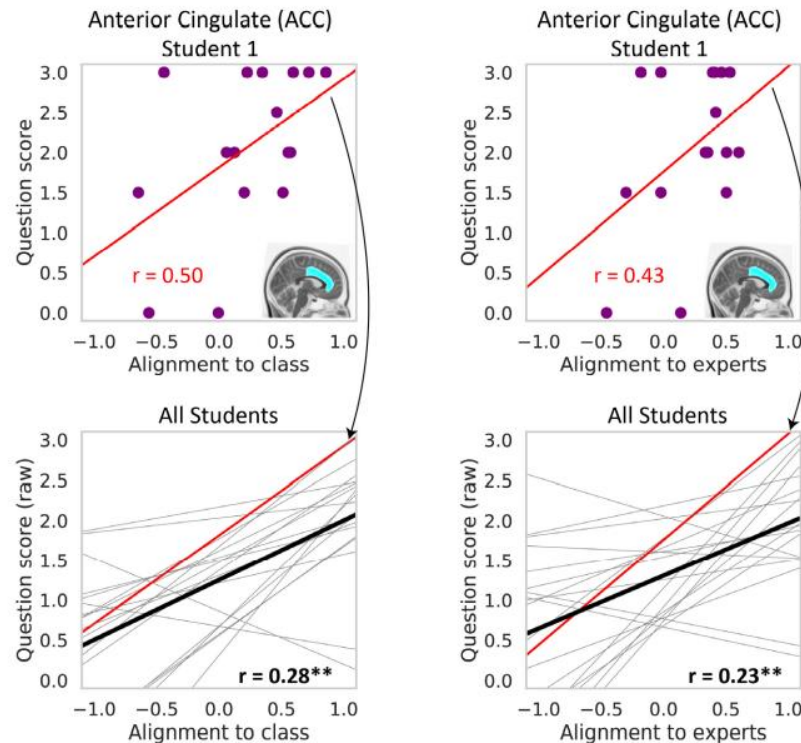 Anterior Cingulate (ACC)
Student 1
Question score
3.0
2.5
2.0
1.5
1.0
0.5
0.0
r = 0.50
−1.0 −0.5 0.0 0.5 1.0
Alignment to class
Anterior Cingulate (ACC)
Student 1
Question score
3.0
2.5
2.0
1.5
1.0
0.5
0.0
r = 0.43
−1.0 −0.5 0.0 0.5 1.0
Alignment to experts
All Students
Question score (raw)
3.0
2.5
2.0
1.5
1.0
0.5
0.0
r = 0.28**
−1.0 −0.5 0.0 0.5 1.0
Alignment to class
All Students
Question score (raw)
3.0
2.5
2.0
1.5
1.0
0.5
0.0
r = 0.23**
−1.0 −0.5 0.0 0.5 1.0
Alignment to experts